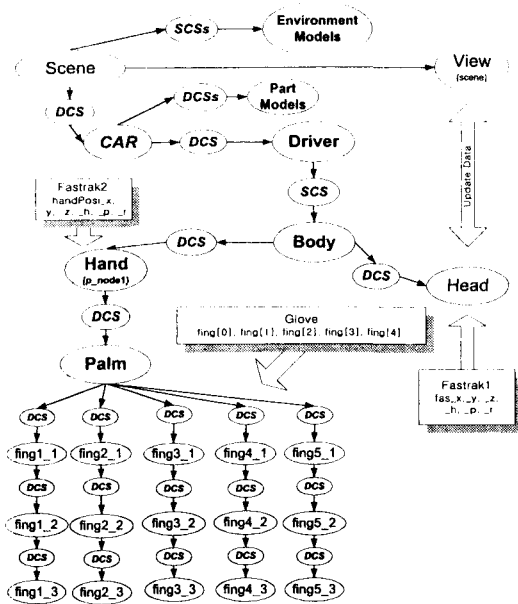 SCSs
Environment
Models
Scene
View
(scene)
DCS
DCSs
Part
Models
CAR
DCS
Driver
Update Data
Fastrak2
handPosi_x,
y, _z, _h, _p, _r
SCS
DCS
Body
Hand
(p_node1)
DCS
Head
DCS
Glove
fing[0], fing[1], fing[2], fing[3], fing[4]
Palm
Fastrak1
fas_x, _y, _z,
_h, _p, _r
DCS DCS DCS DCS DCS
fing1_1 fing2_1 fing3_1 fing4_1 fing5_1
DCS DCS DCS DCS DCS
fing1_2 fing2_2 fing3_2 fing4_2 fing5_2
DCS DCS DCS DCS DCS
fing1_3 fing2_3 fing3_3 fing4_3 fing5_3